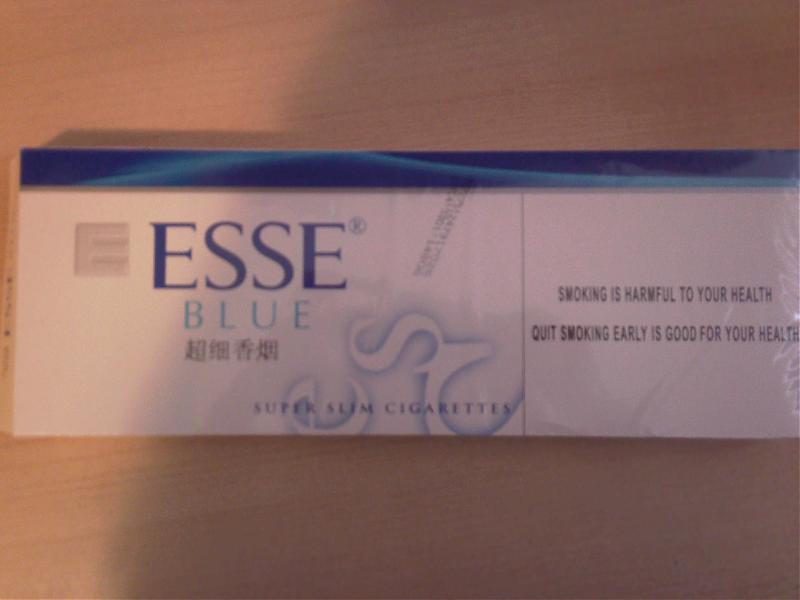 ESSE®
BLUE
超细香烟
SUPER SLIM CIGARETTES
SMOKING IS HARMFUL TO YOUR HEALTH
QUIT SMOKING EARLY IS GOOD FOR YOUR HEALTH